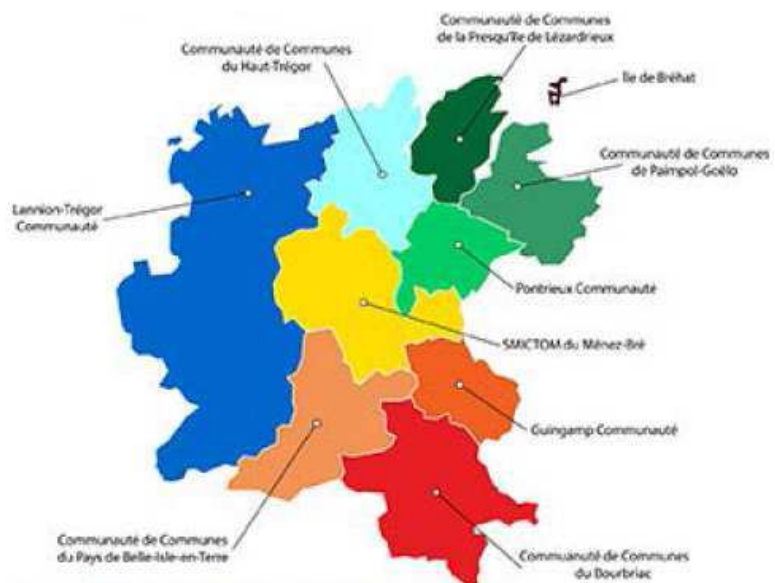 Communauté de Communes
de la Presqu'île de Lézardrieux
Communauté de Communes
du Haut-Trégor
Île de Bréhat
Communauté de Communes
de Paimpol-Goëlo
Lannion-Trégor
Communauté
Pontrieux Communauté
SMICTOM du Ménez-Bré
Guingamp Communauté
Communauté de Communes
du Pays de Belle-Isle-en-Terre
Commuanuté de Communes
du Bourbriac